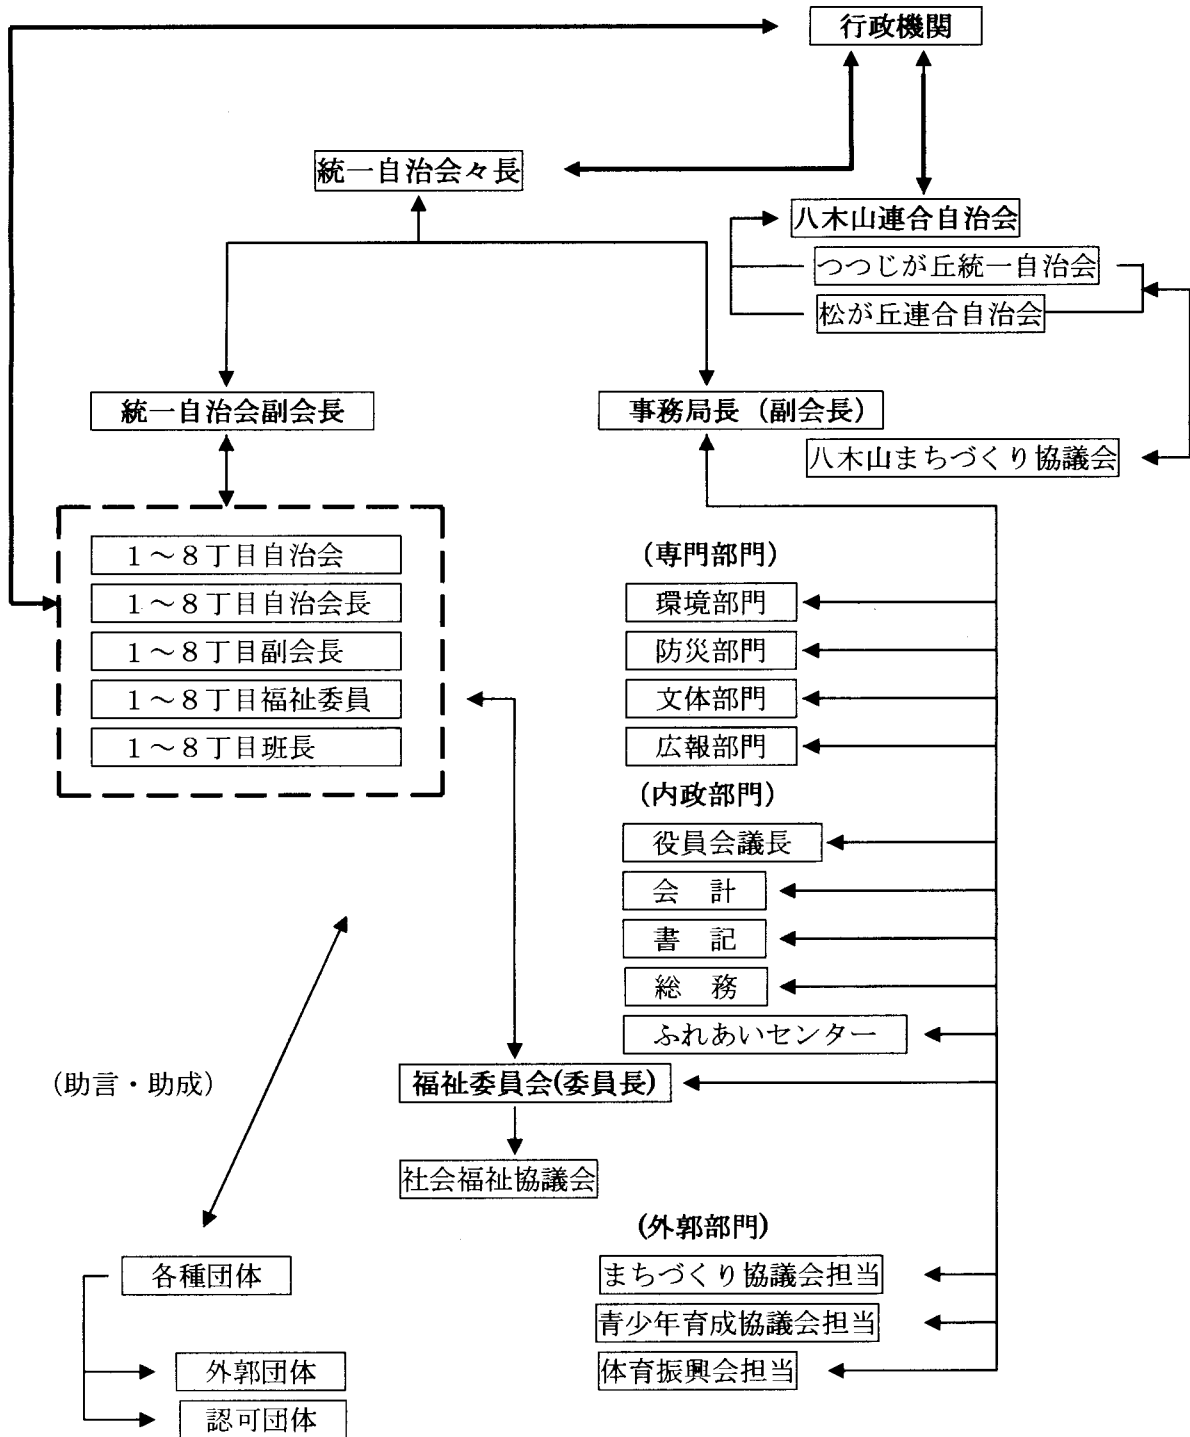 行政機関
統一自治会々長
八木山連合自治会
つつじが丘統一自治会
松が丘連合自治会
統一自治会副会長
事務局長（副会長）
八木山まちづくり協議会
１～８丁目自治会
１～８丁目自治会長
１～８丁目副会長
１～８丁目福祉委員
１～８丁目班長
(専門部門)
環境部門
防災部門
文体部門
広報部門
(内政部門)
役員会議長
会　計
書　記
総　務
ふれあいセンター
福祉委員会(委員長)
（助言・助成）
社会福祉協議会
(外郭部門)
各種団体
まちづくり協議会担当
青少年育成協議会担当
外郭団体
体育振興会担当
認可団体